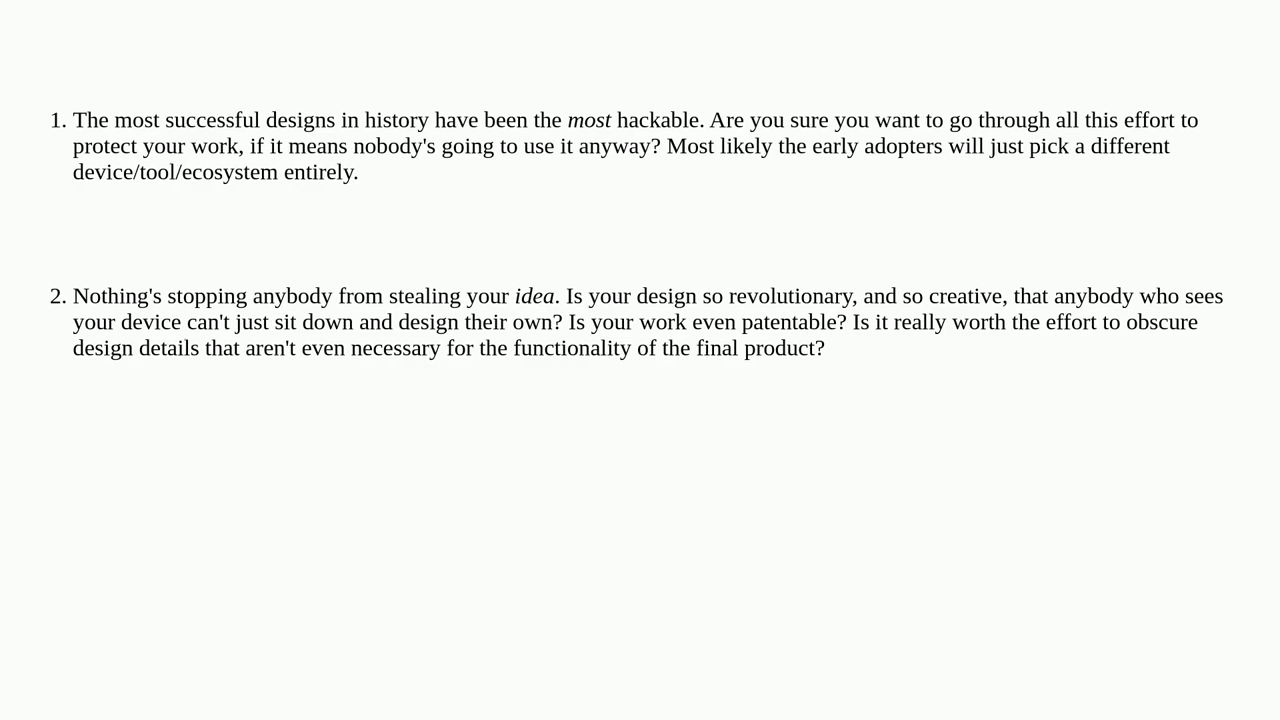 1. The most successful designs in history have been the most hackable. Are you sure you want to go through all this effort to
protect your work, if it means nobody's going to use it anyway? Most likely the early adopters will just pick a different
device/tool/ecosystem entirely.
2. Nothing's stopping anybody from stealing your idea. Is your design so revolutionary, and so creative, that anybody who sees
your device can't just sit down and design their own? Is your work even patentable? Is it really worth the effort to obscure
design details that aren't even necessary for the functionality of the final product?